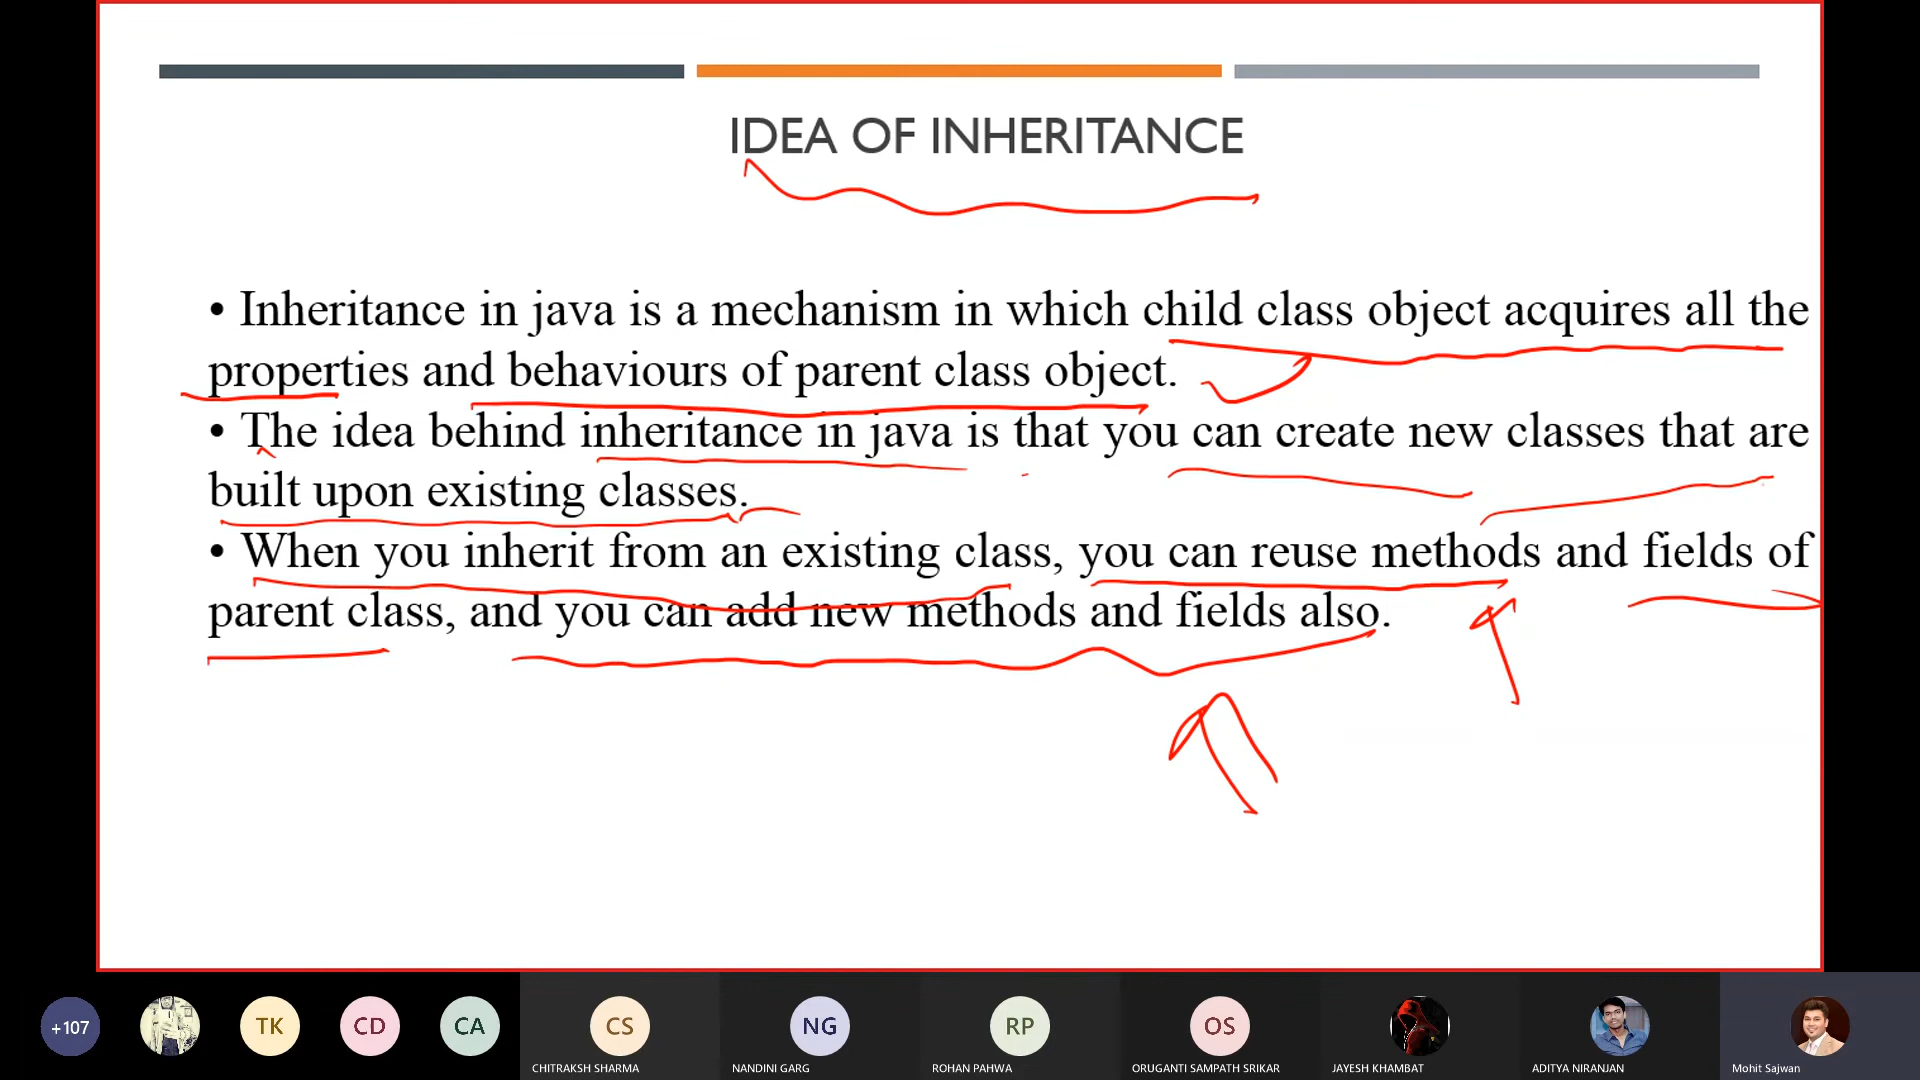 IDEA OF INHERITANCE
• Inheritance in java is a mechanism in which child class object acquires all the
properties and behaviours of parent class object.
• The idea behind inheritance in java is that you can create new classes that are
built upon existing classes.
• When you inherit from an existing class, you can reuse methods and fields of
parent class, and you can add new methods and fields also.
+107
TK
CD
CA
CS
NG
RP
OS
CHITRAKSH SHARMA
NANDINI GARG
ROHAN PAHWA
ORUGANTI SAMPATH SRIKAR
JAYESH KHAMBAT
ADITYA NIRANJAN
Mohit Sajwan